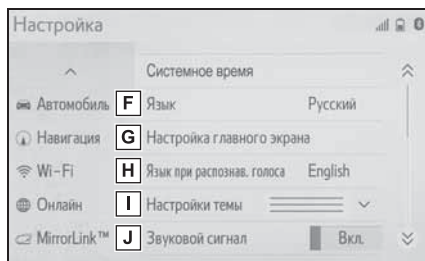 Настройка
Системное время
Автомобиль F Язык Русский
Навигация G Настройка главного экрана
Wi-Fi H Язык при распознав. голоса English
Онлайн I Настройки темы
MirrorLink™ J Звуковой сигнал Вкл.